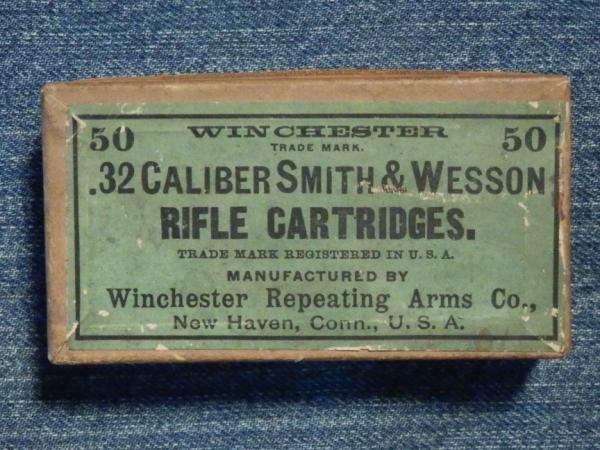 50 WINCHESTER 50
TRADE MARK.
.32 CALIBER SMITH & WESSON
RIFLE CARTRIDGES.
TRADE MARK REGISTERED IN U.S.A.
MANUFACTURED BY
Winchester Repeating Arms Co.,
New Haven, Conn., U.S.A.